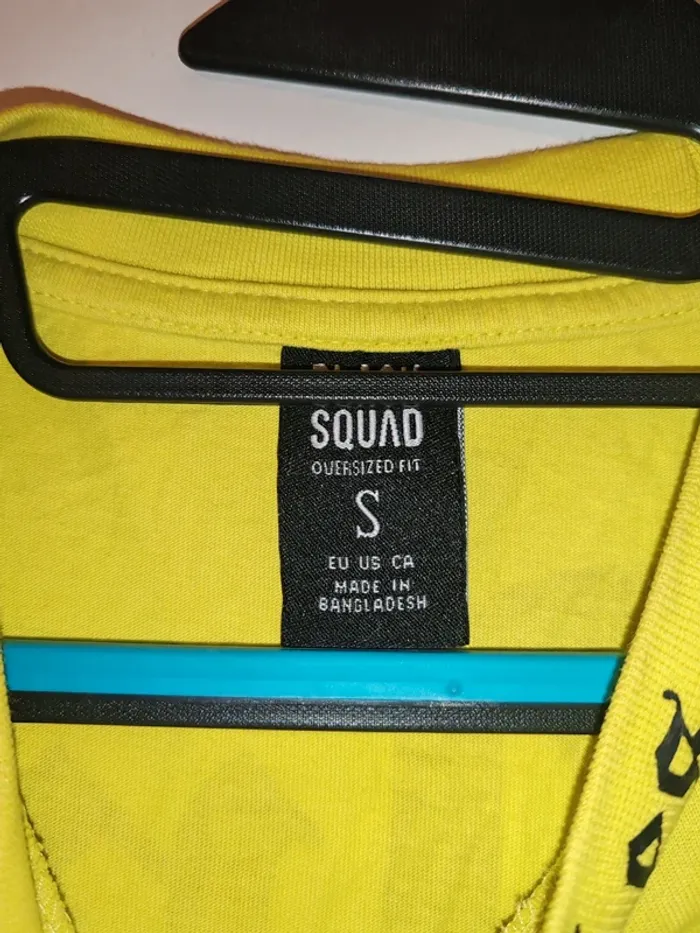 SQUAD
OVERSIZED FIT
S
EU US CA
MADE IN
BANGLADESH